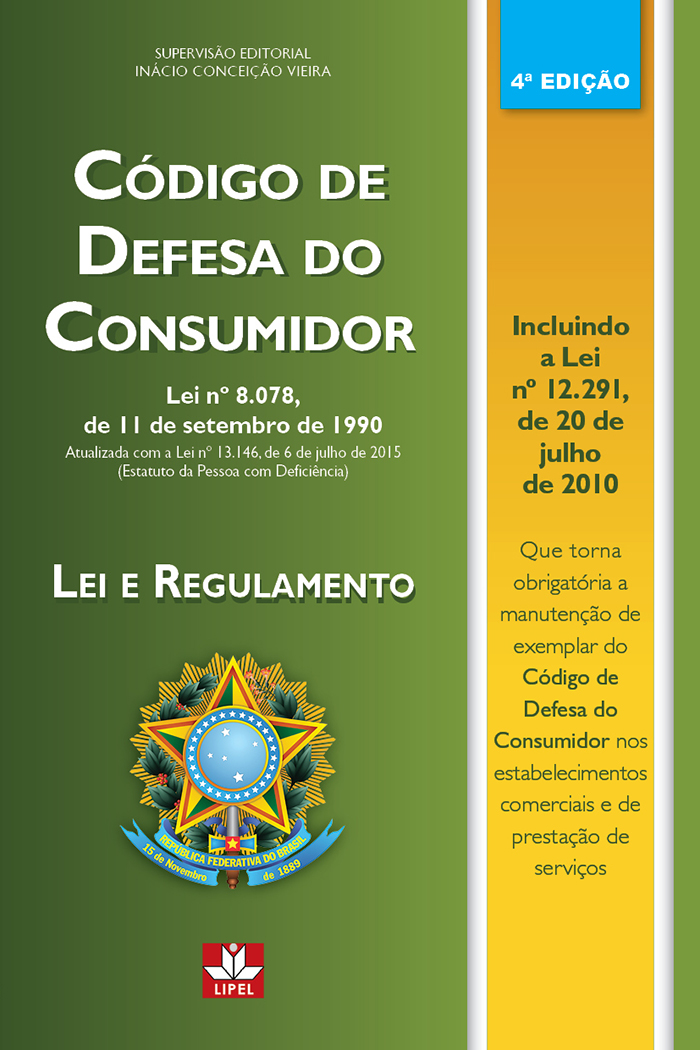 SUPERVISÃO EDITORIAL
INÁCIO CONCEIÇÃO VIEIRA
CÓDIGO DE
DEFESA DO
CONSUMIDOR
Lei nº 8.078,
de 11 de setembro de 1990
Atualizada com a Lei nº 13.146, de 6 de julho de 2015
(Estatuto da Pessoa com Deficiência)
LEI E REGULAMENTO
REPÚBLICA FEDERATIVA DO BRASIL
15 de Novembro
de 1889
LIPEL
4ª EDIÇÃO
Incluindo
a Lei
nº 12.291,
de 20 de
julho
de 2010
Que torna
obrigatória a
manutenção de
exemplar do
Código de
Defesa do
Consumidor nos
estabelecimentos
comerciais e de
prestação de
serviços